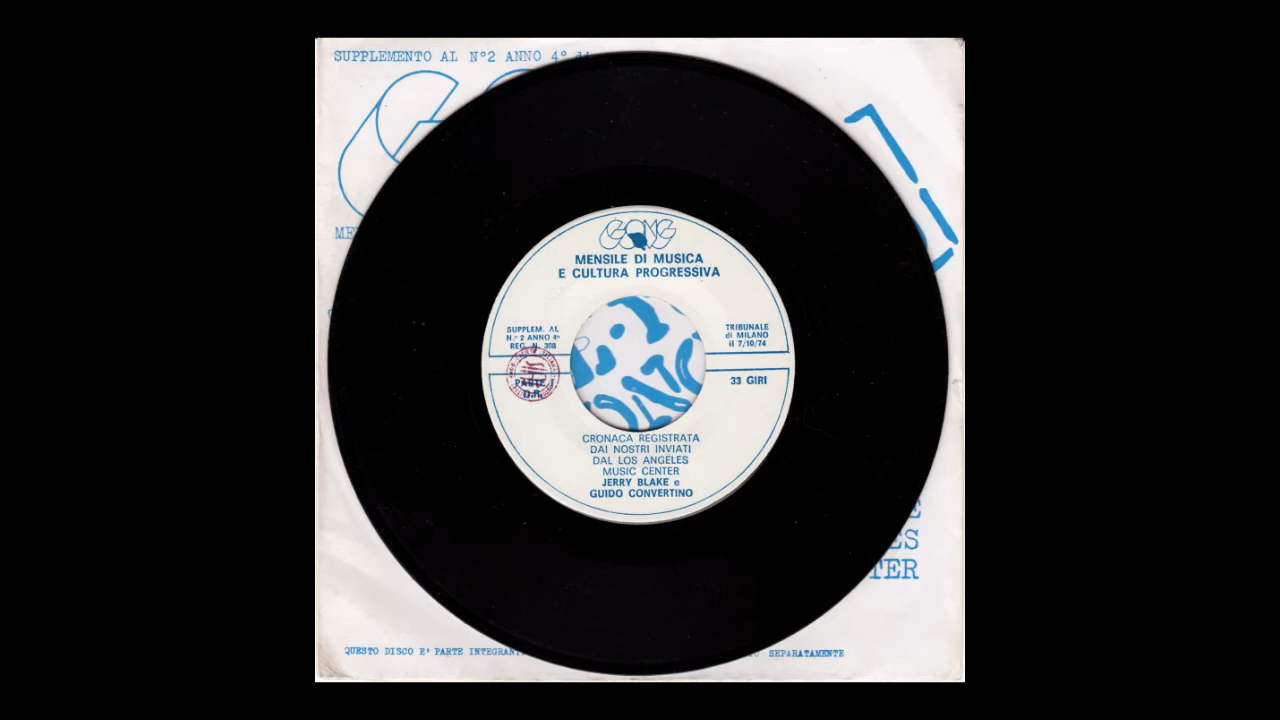 SUPPLEMENTO AL N°2 ANNO 4°
GONG
MENSILE DI MUSICA
E CULTURA PROGRESSIVA
SUPPLEM. AL
N.° 2 ANNO 4°
REG. N. 308
TRIBUNALE
di MILANO
il 7/10/74
33 GIRI
CRONACA REGISTRATA
DAI NOSTRI INVIATI
DAL LOS ANGELES
MUSIC CENTER
JERRY BLAKE e
GUIDO CONVERTINO
QUESTO DISCO E' PARTE SEPARATAMENTE